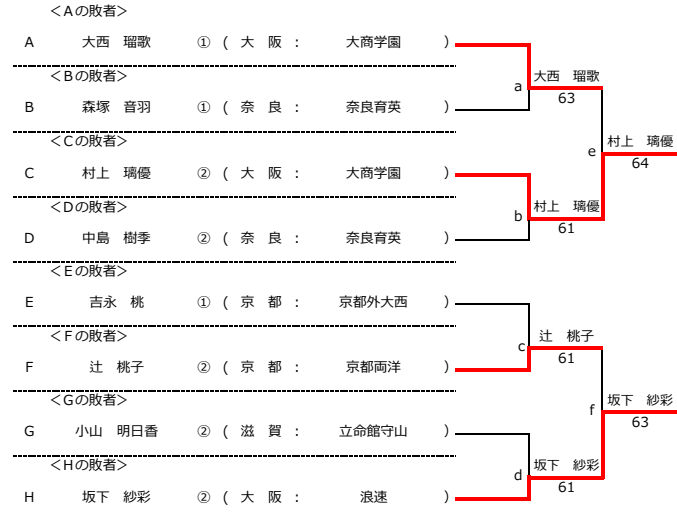 ＜Aの敗者＞
A 大西 瑠歌 ① ( 大 阪 : 大商学園 )
＜Bの敗者＞
B 森塚 音羽 ① ( 奈 良 : 奈良育英 )
a 大西 瑠歌
63
＜Cの敗者＞
C 村上 璃優 ② ( 大 阪 : 大商学園 )
e 村上 璃優
64
＜Dの敗者＞
D 中島 樹季 ② ( 奈 良 : 奈良育英 )
b 村上 璃優
61
＜Eの敗者＞
E 吉永 桃 ① ( 京 都 : 京都外大西 )
＜Fの敗者＞
F 辻 桃子 ② ( 京 都 : 京都両洋 )
c 辻 桃子
61
＜Gの敗者＞
G 小山 明日香 ② ( 滋 賀 : 立命館守山 )
f 坂下 紗彩
63
＜Hの敗者＞
H 坂下 紗彩 ② ( 大 阪 : 浪速 )
d 坂下 紗彩
61